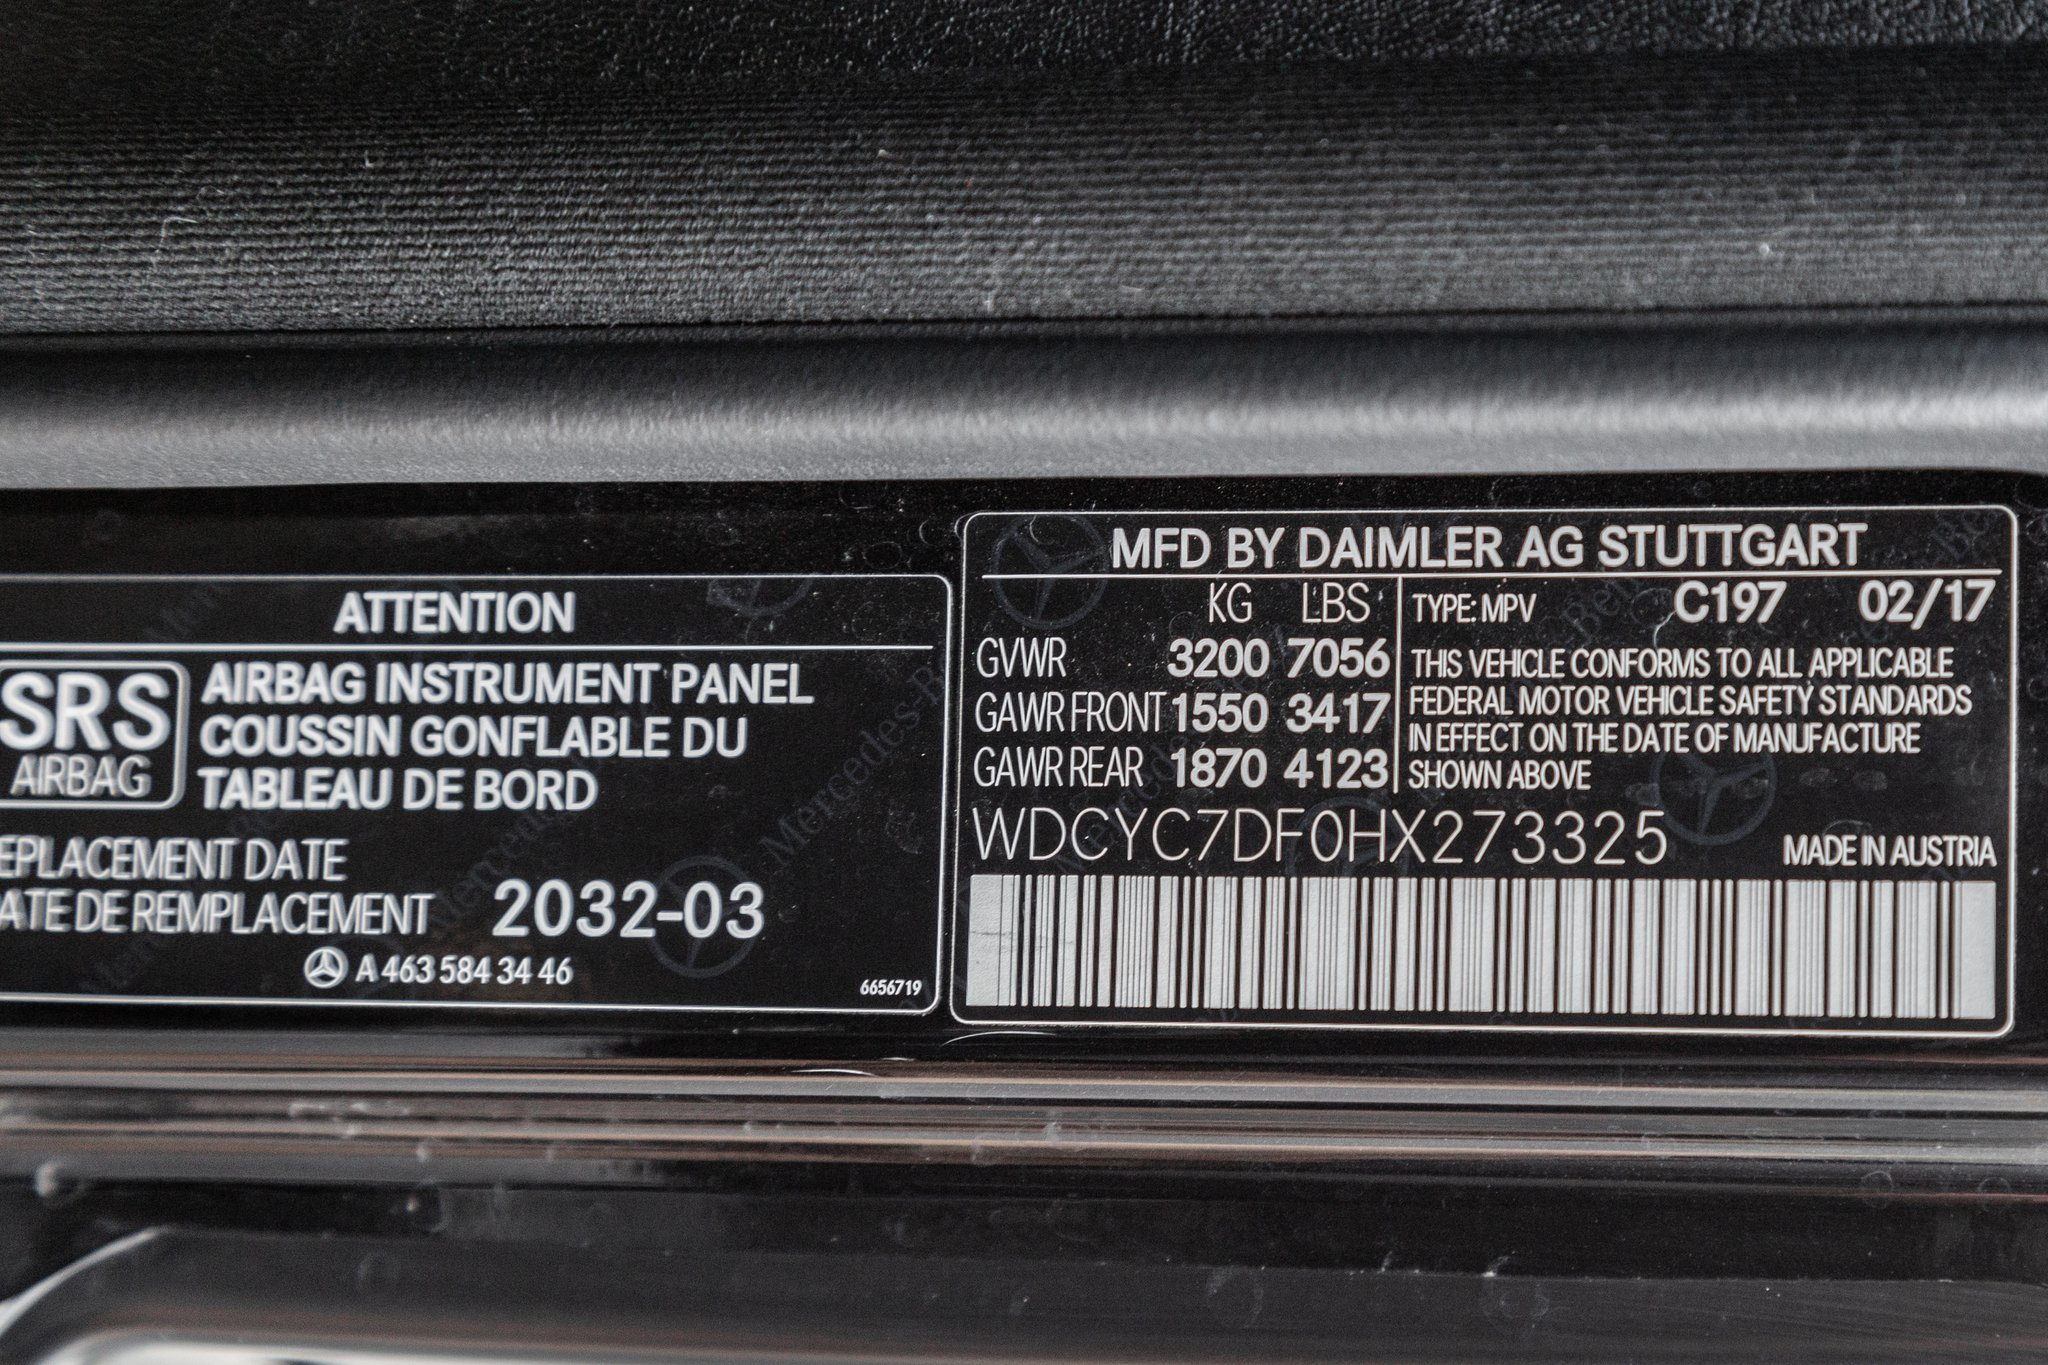 ATTENTION
SRS
AIRBAG
AIRBAG INSTRUMENT PANEL
COUSSIN GONFLABLE DU
TABLEAU DE BORD
EPLACEMENT DATE
ATE DE REMPLACEMENT 2032-03
A 463 584 34 46
6656719
MFD BY DAIMLER AG STUTTGART
KG LBS
GVWR 3200 7056
GAWR FRONT 1550 3417
GAWR REAR 1870 4123
TYPE: MPV C197 02/17
THIS VEHICLE CONFORMS TO ALL APPLICABLE
FEDERAL MOTOR VEHICLE SAFETY STANDARDS
IN EFFECT ON THE DATE OF MANUFACTURE
SHOWN ABOVE
WDCYC7DF0HX273325
MADE IN AUSTRIA